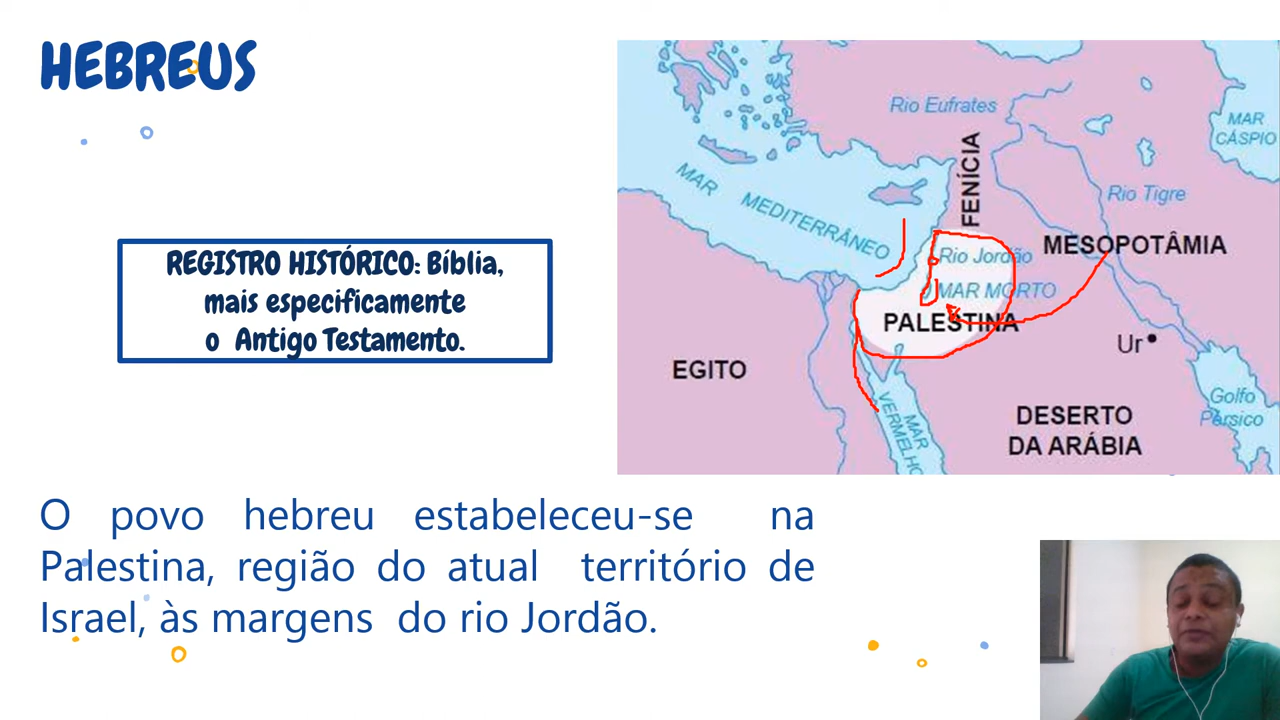 HEBREUS
REGISTRO HISTÓRICO: Bíblia,
mais especificamente
o Antigo Testamento.
O povo hebreu estabeleceu-se na
Palestina, região do atual território de
Israel, às margens do rio Jordão.
Rio Eufrates
MAR
CÁSPIO
FENÍCIA
MAR MEDITERRÂNEO
Rio Tigre
MESOPOTÂMIA
Rio Jordão
MAR MORTO
PALESTINA
Ur
EGITO
MAR
VERMELHO
DESERTO
DA ARÁBIA
Golfo
Pérsico